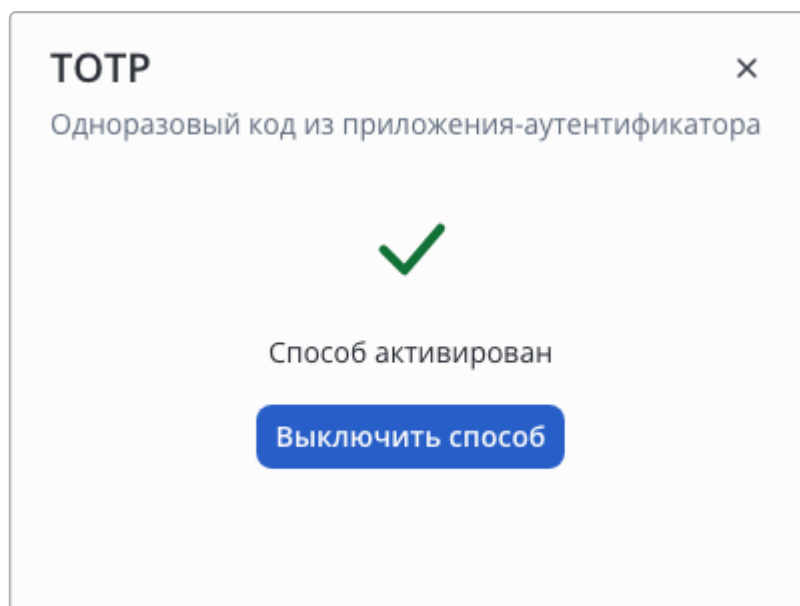 TOTP
Одноразовый код из приложения-аутентификатора
Способ активирован
Выключить способ